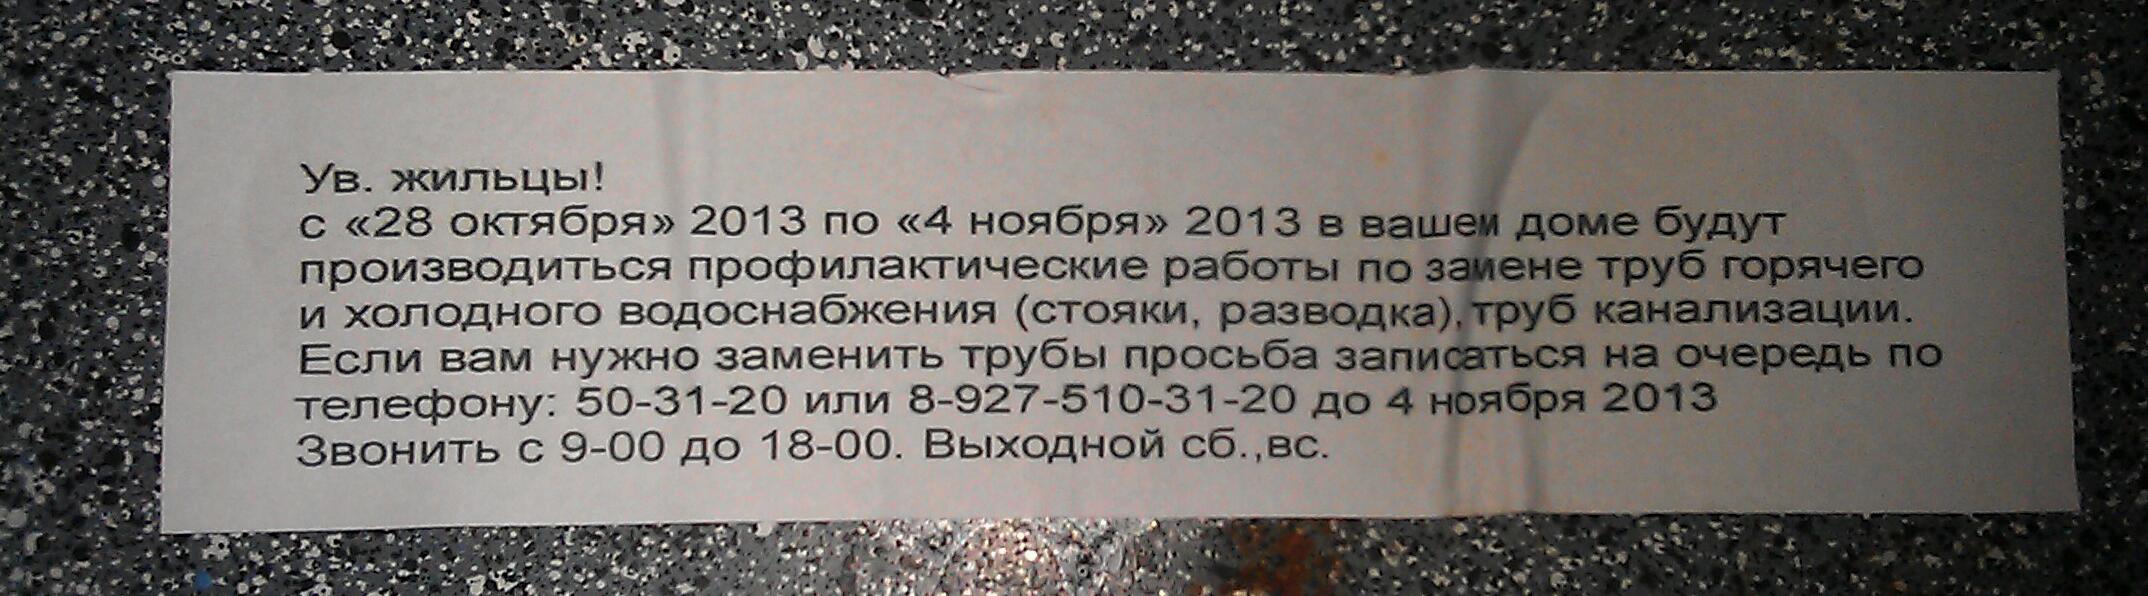 Ув. жильцы!
с «28 октября» 2013 по «4 ноября» 2013 в вашем доме будут
производиться профилактические работы по замене труб горячего
и холодного водоснабжения (стояки, разводка), труб канализации.
Если вам нужно заменить трубы просьба записаться на очередь по
телефону: 50-31-20 или 8-927-510-31-20 до 4 ноября 2013
Звонить с 9-00 до 18-00. Выходной сб.,вс.